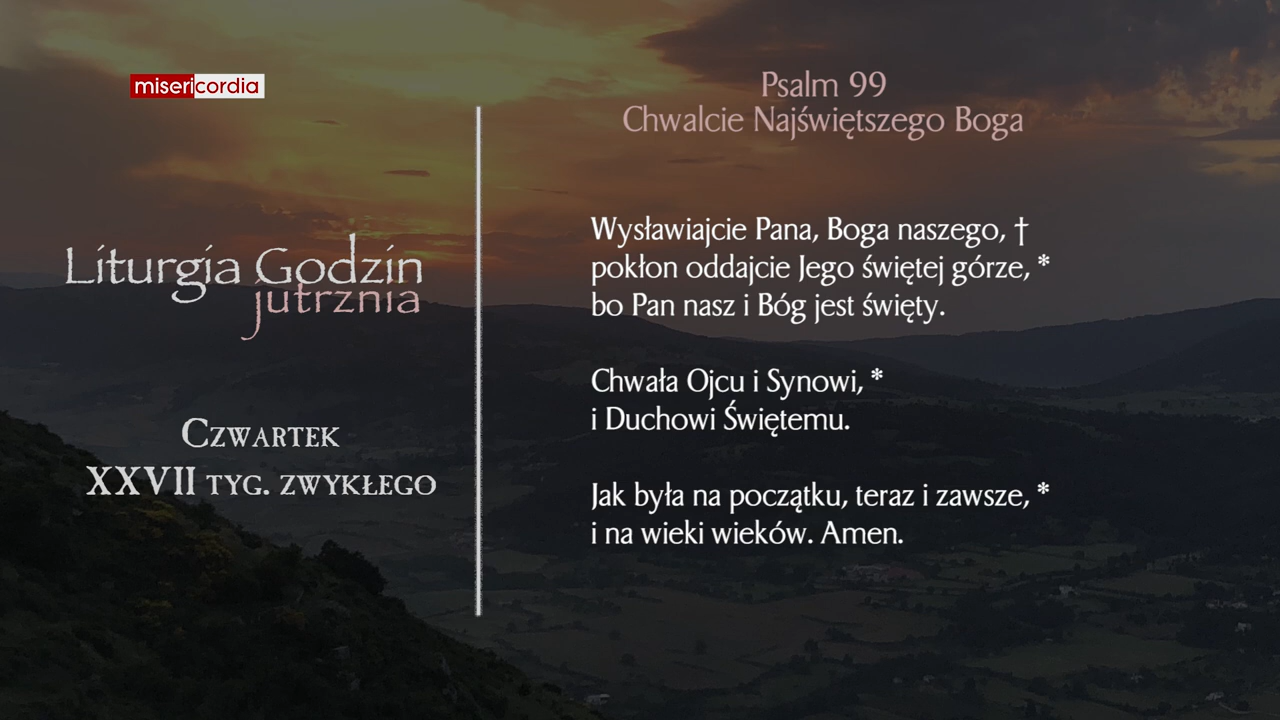 misericordia
Liturgia Godzin
jutrznia
Czwartek
XXVII tyg. zwykłego
Psalm 99
Chwalcie Najświętszego Boga
Wysławiajcie Pana, Boga naszego, †
pokłon oddajcie Jego świętej górze, *
bo Pan nasz i Bóg jest święty.
Chwała Ojcu i Synowi, *
i Duchowi Świętemu.
Jak była na początku, teraz i zawsze, *
i na wieki wieków. Amen.